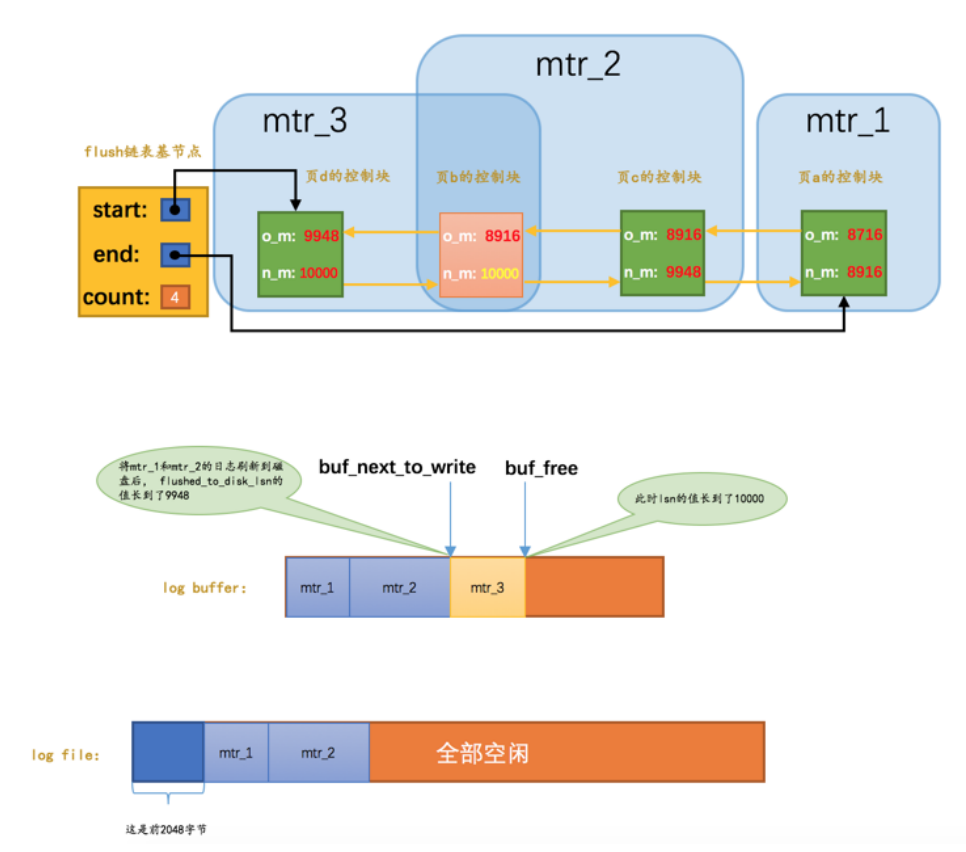 mtr_2
mtr_3
mtr_1
flush链表基节点
页d的控制块
页b的控制块
页c的控制块
页a的控制块
start:
end:
count: 4
o_m: 9948
n_m: 10000
o_m: 8916
n_m: 10000
o_m: 8916
n_m: 9948
o_m: 8716
n_m: 8916
将mtr_1和mtr_2的日志刷新到磁
盘后， flushed_to_disk_lsn的
值长到了9948
buf_next_to_write
buf_free
此时lsn的值长到了10000
log buffer:
mtr_1
mtr_2
mtr_3
log file:
mtr_1
mtr_2
全部空闲
这是前2048字节